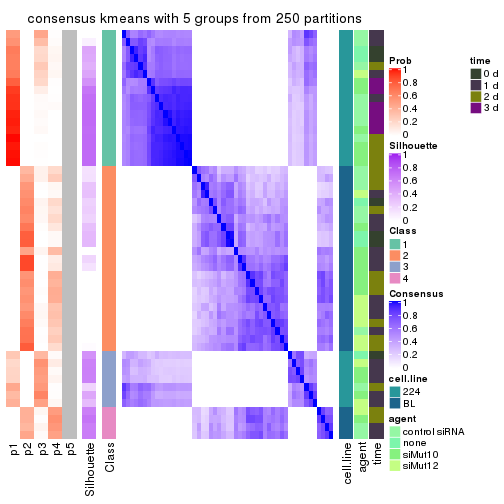 consensus kmeans with 5 groups from 250 partitions
Prob
1
0.8
0.6
0.4
0.2
0
time
0 d
1 d
2 d
3 d
Silhouette
1
0.8
0.6
0.4
0.2
0
Class
1
2
3
4
Consensus
1
0.8
0.6
0.4
0.2
0
cell.line
224
BL
agent
control siRNA
none
siMut10
siMut12
p1
p2
p3
p4
p5
Silhouette
Class
cell.line
agent
time